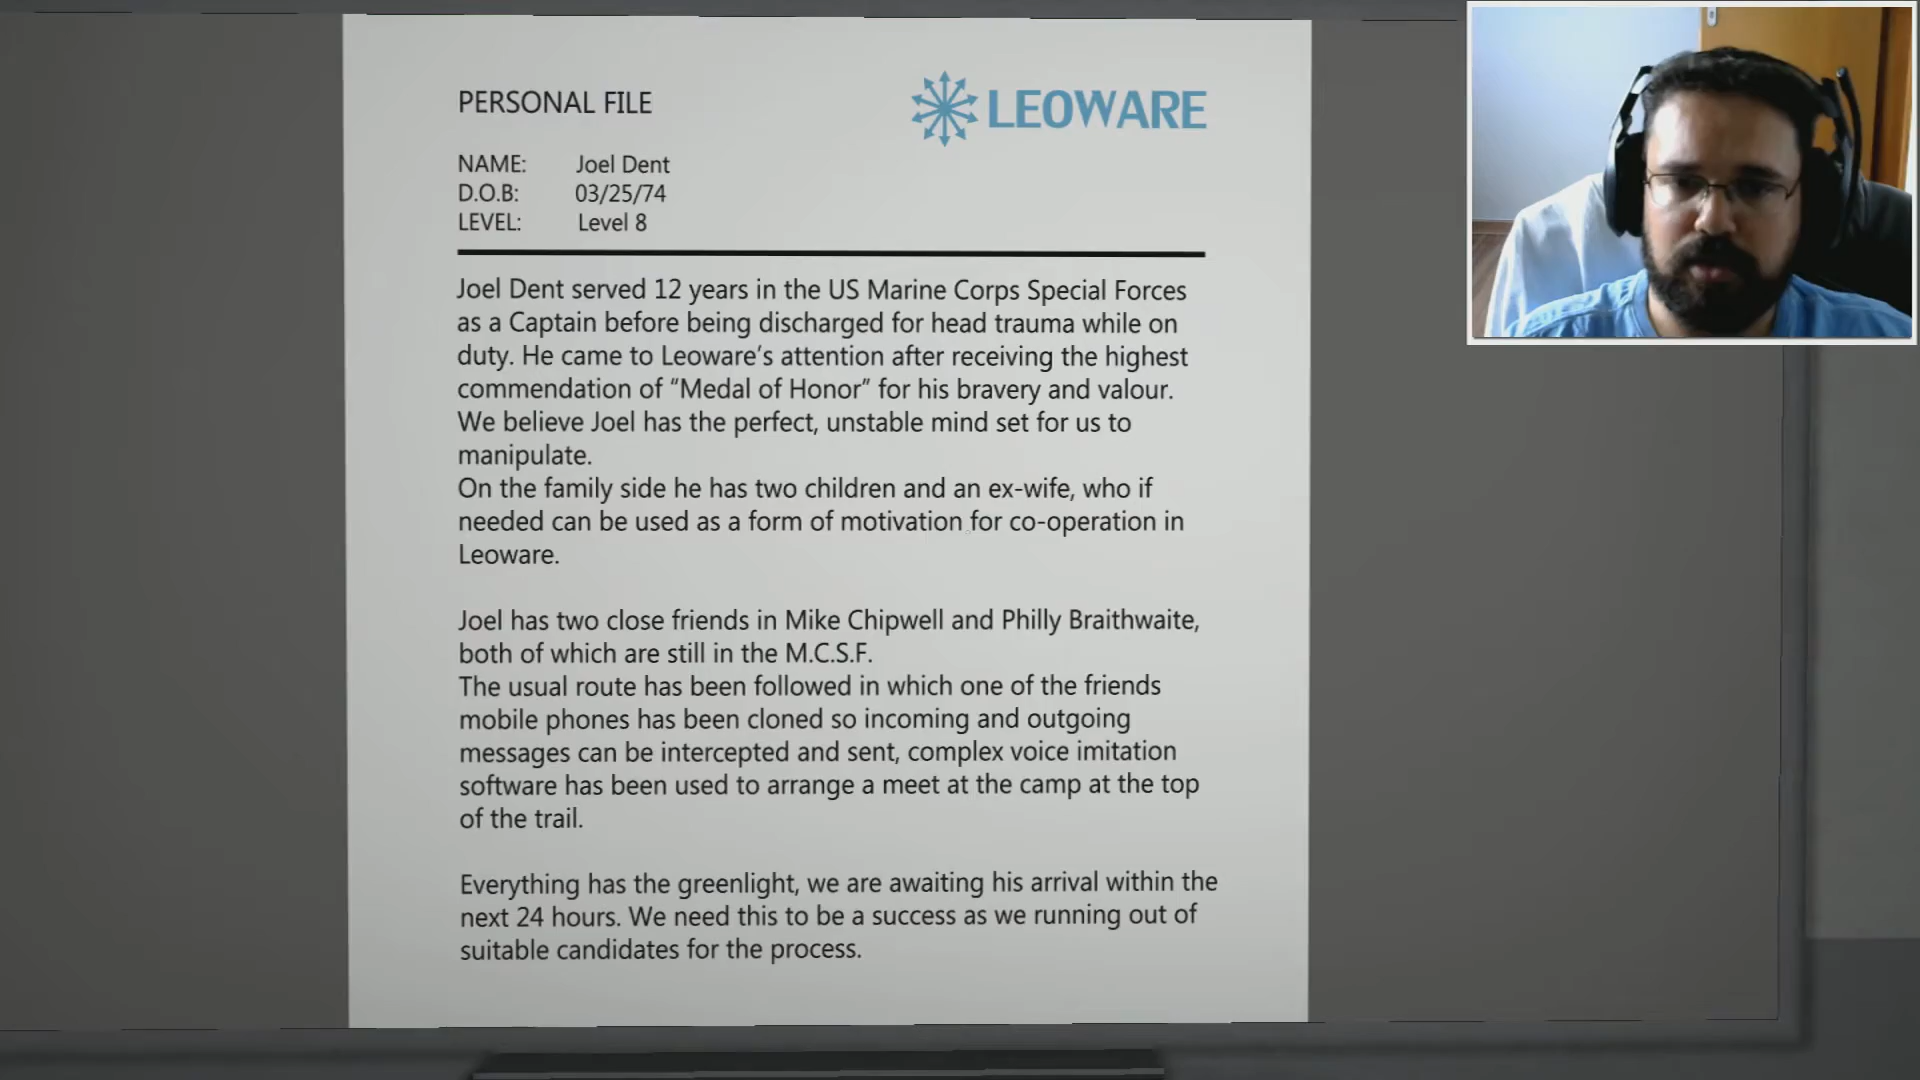 PERSONAL FILE
LEOWARE
NAME: Joel Dent
D.O.B: 03/25/74
LEVEL: Level 8
Joel Dent served 12 years in the US Marine Corps Special Forces
as a Captain before being discharged for head trauma while on
duty. He came to Leoware’s attention after receiving the highest
commendation of “Medal of Honor” for his bravery and valour.
We believe Joel has the perfect, unstable mind set for us to
manipulate.
On the family side he has two children and an ex-wife, who if
needed can be used as a form of motivation for co-operation in
Leoware.
Joel has two close friends in Mike Chipwell and Philly Braithwaite,
both of which are still in the M.C.S.F.
The usual route has been followed in which one of the friends
mobile phones has been cloned so incoming and outgoing
messages can be intercepted and sent, complex voice imitation
software has been used to arrange a meet at the camp at the top
of the trail.
Everything has the greenlight, we are awaiting his arrival within the
next 24 hours. We need this to be a success as we running out of
suitable candidates for the process.